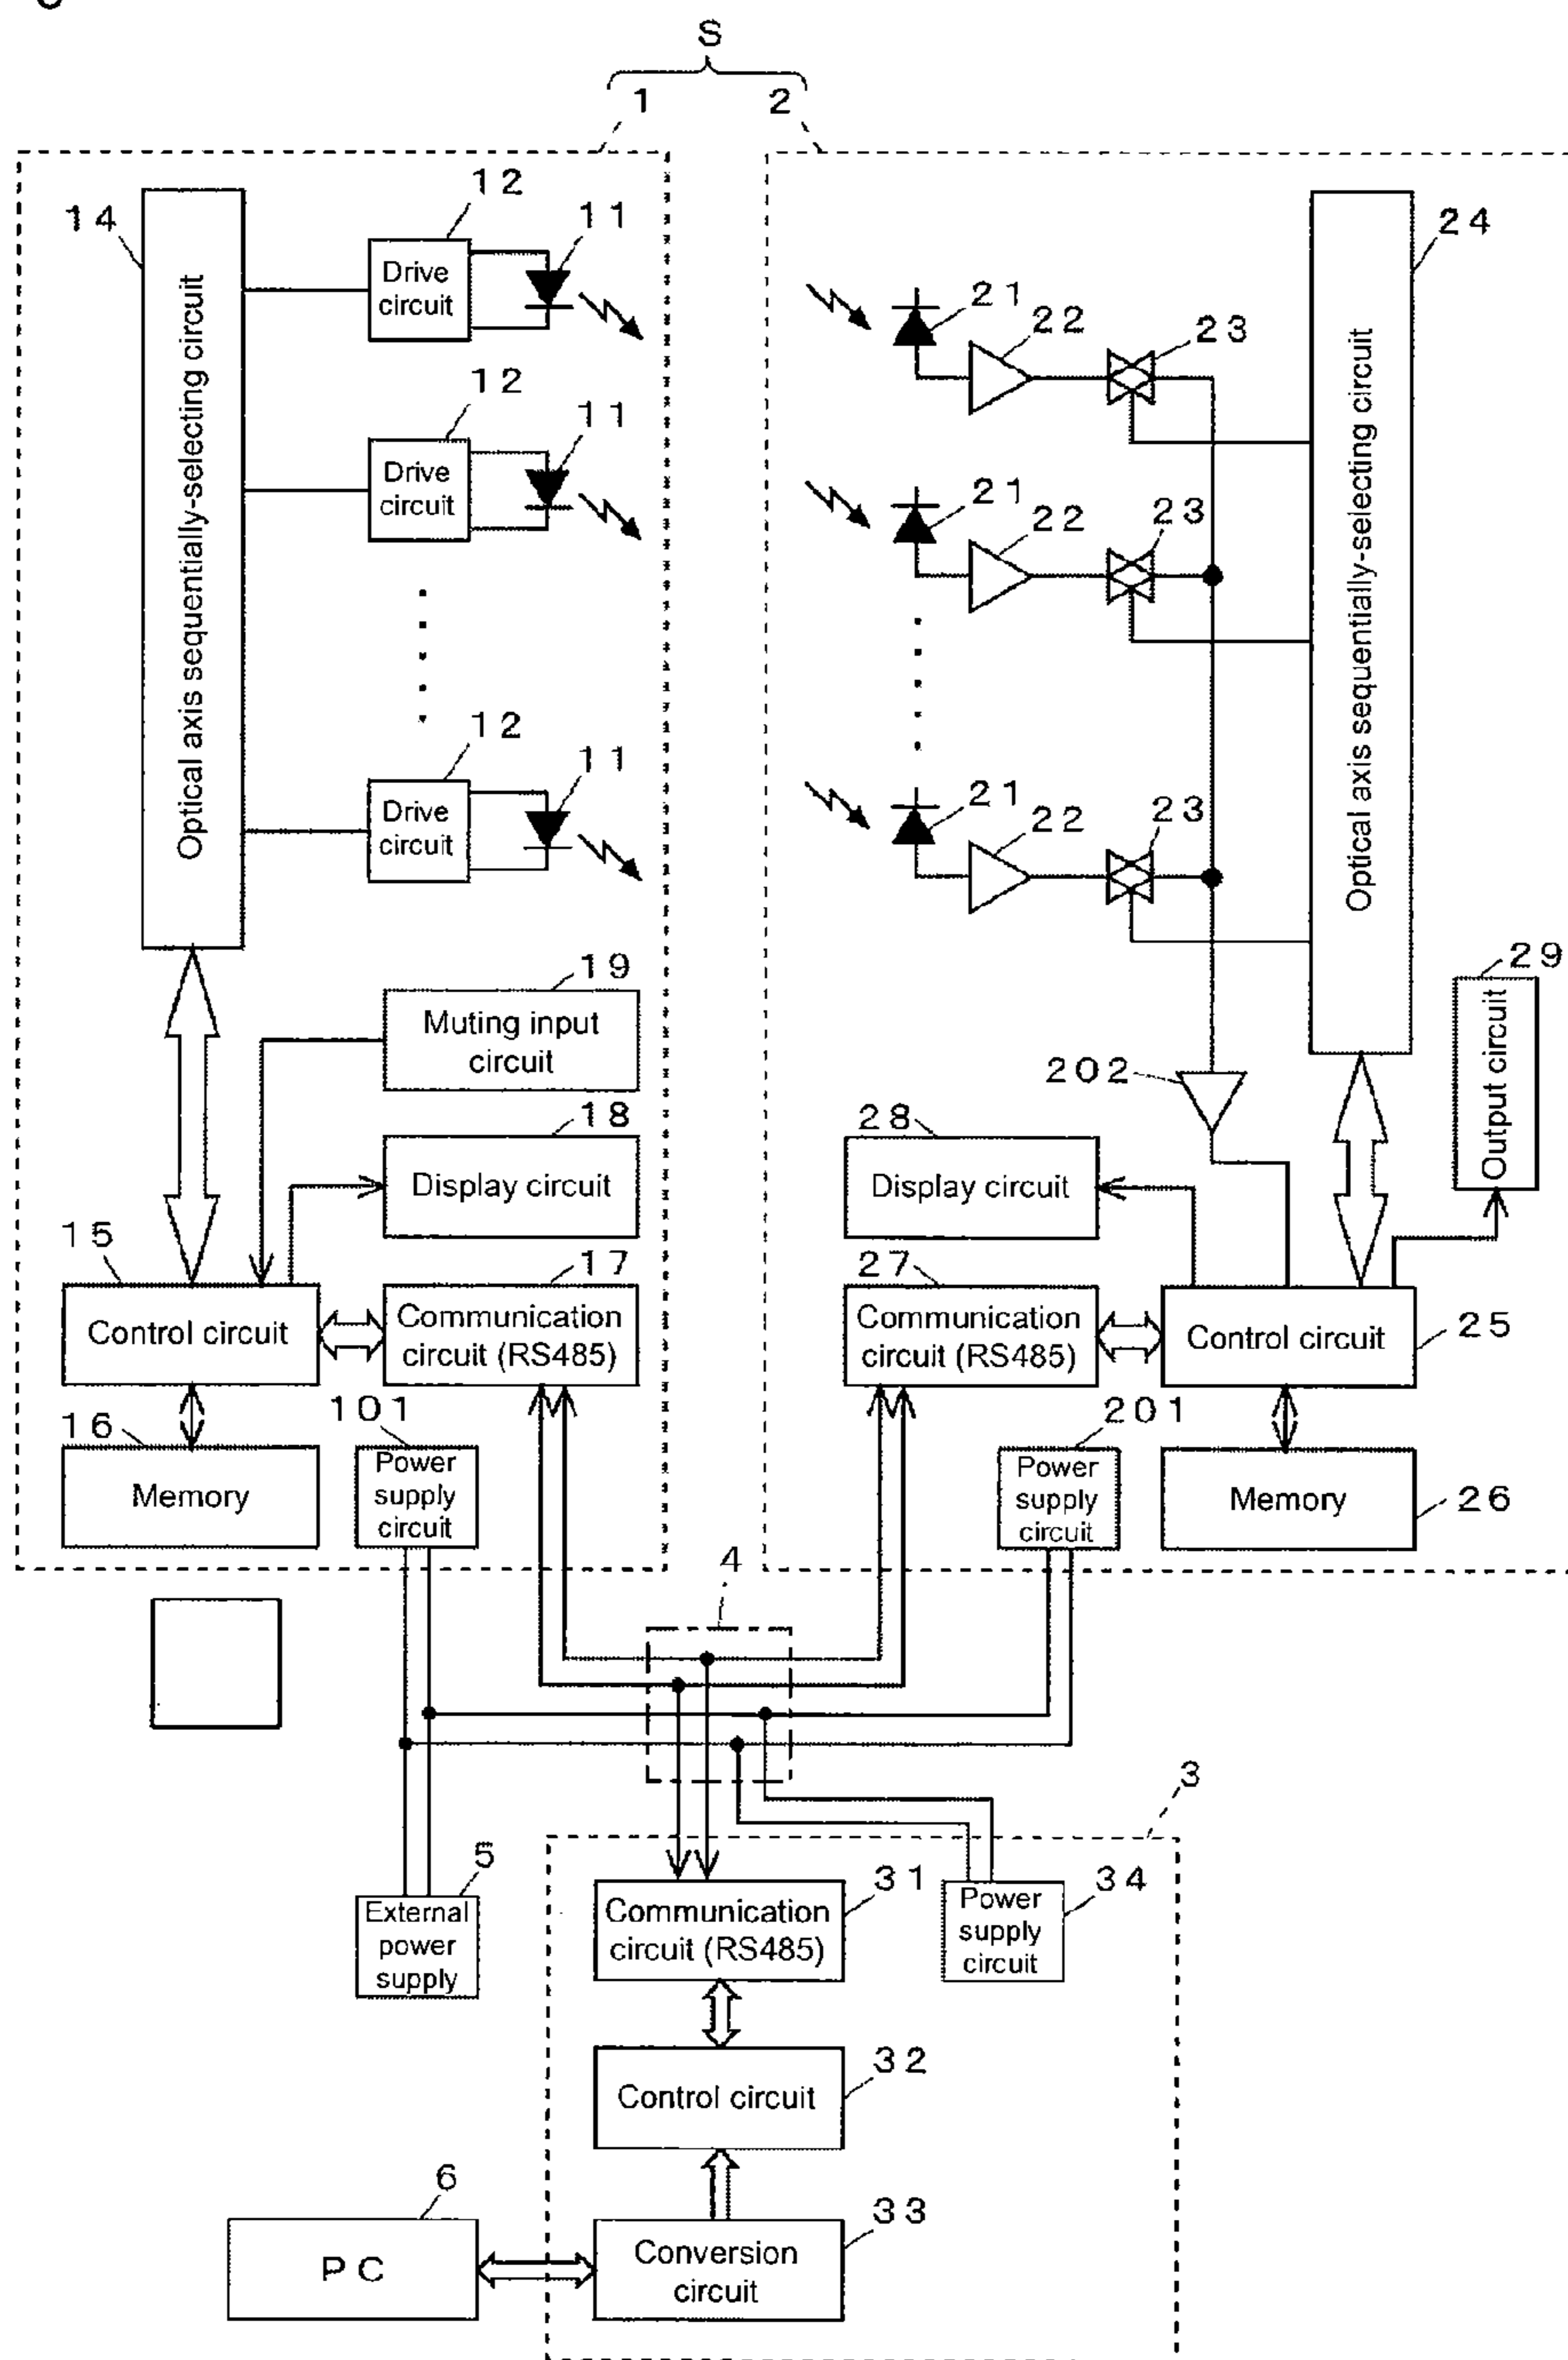 S
1
2
12
11
14
Drive
circuit
12
11
Drive
circuit
Optical axis sequentially-selecting circuit
12
11
Drive
circuit
19
Muting input
circuit
18
Display circuit
15
17
Control circuit
Communication
circuit (RS485)
16
101
Memory
Power
supply
circuit
24
21
22
23
21
22
23
Optical axis sequentially-selecting circuit
21
22
23
29
Output circuit
202
28
Display circuit
27
Communication
circuit (RS485)
Control circuit
25
201
Power
supply
circuit
Memory
26
4
3
5
External
power
supply
31
Communication
circuit (RS485)
34
Power
supply
circuit
32
Control circuit
6
PC
33
Conversion
circuit